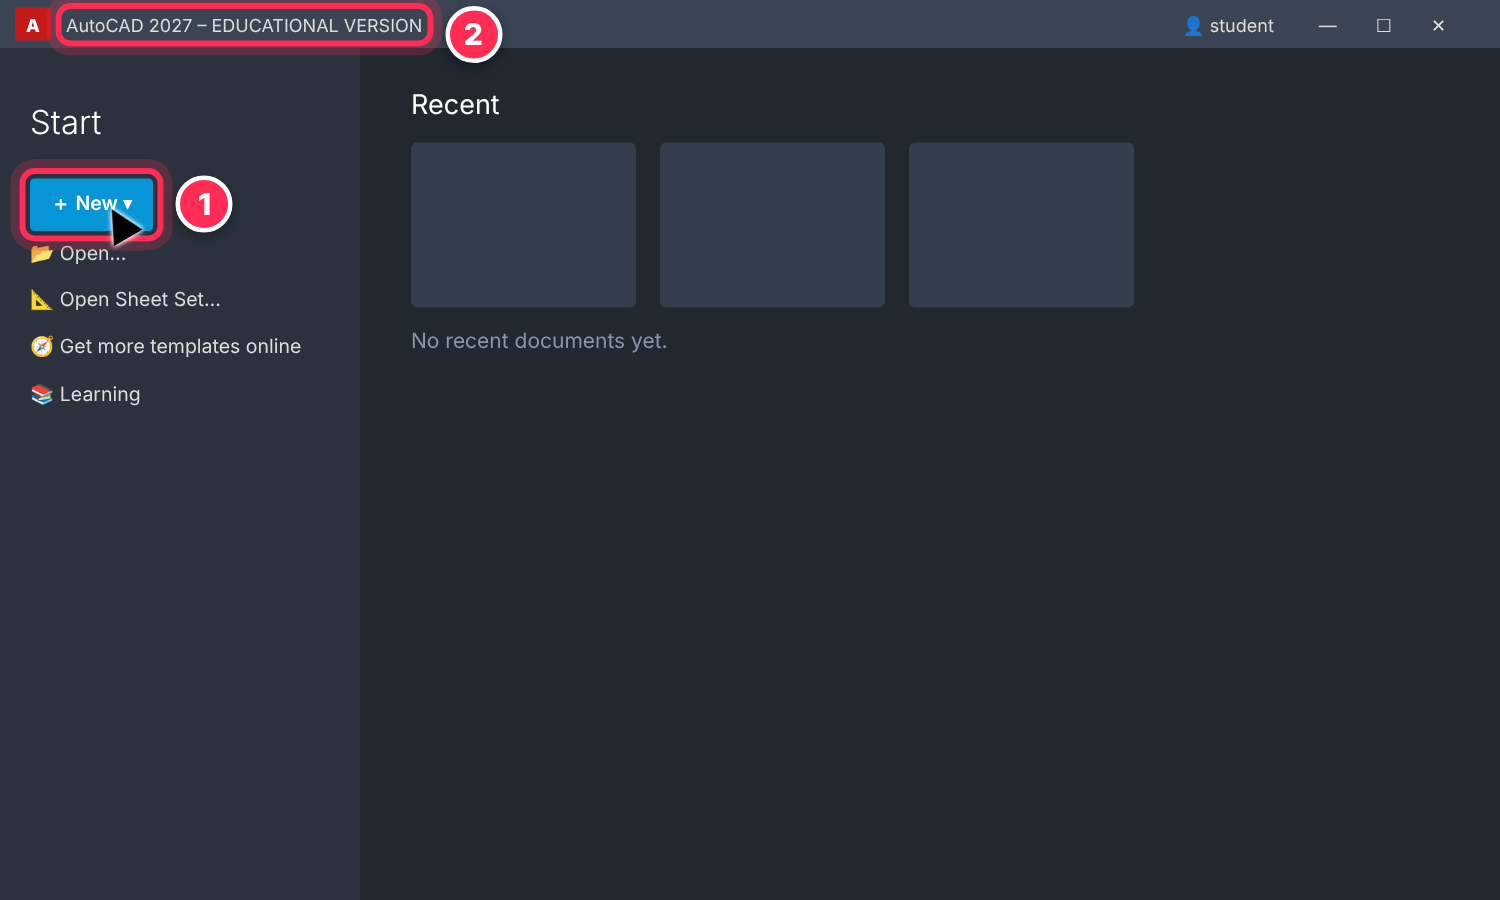 A AutoCAD 2027 – EDUCATIONAL VERSION 2 student
Start
+ New 1
Open...
Open Sheet Set...
Get more templates online
Learning
Recent
No recent documents yet.